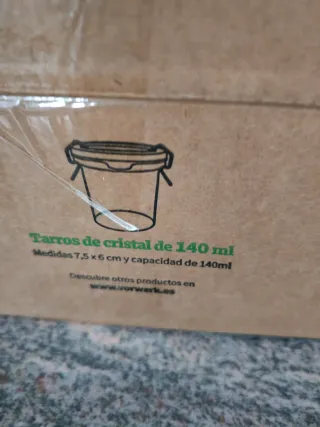 Tarros de cristal de 140 ml
Medidas 7,5 x 6 cm y capacidad de 140ml
Descubre otros productos en
www.vorwerk.es